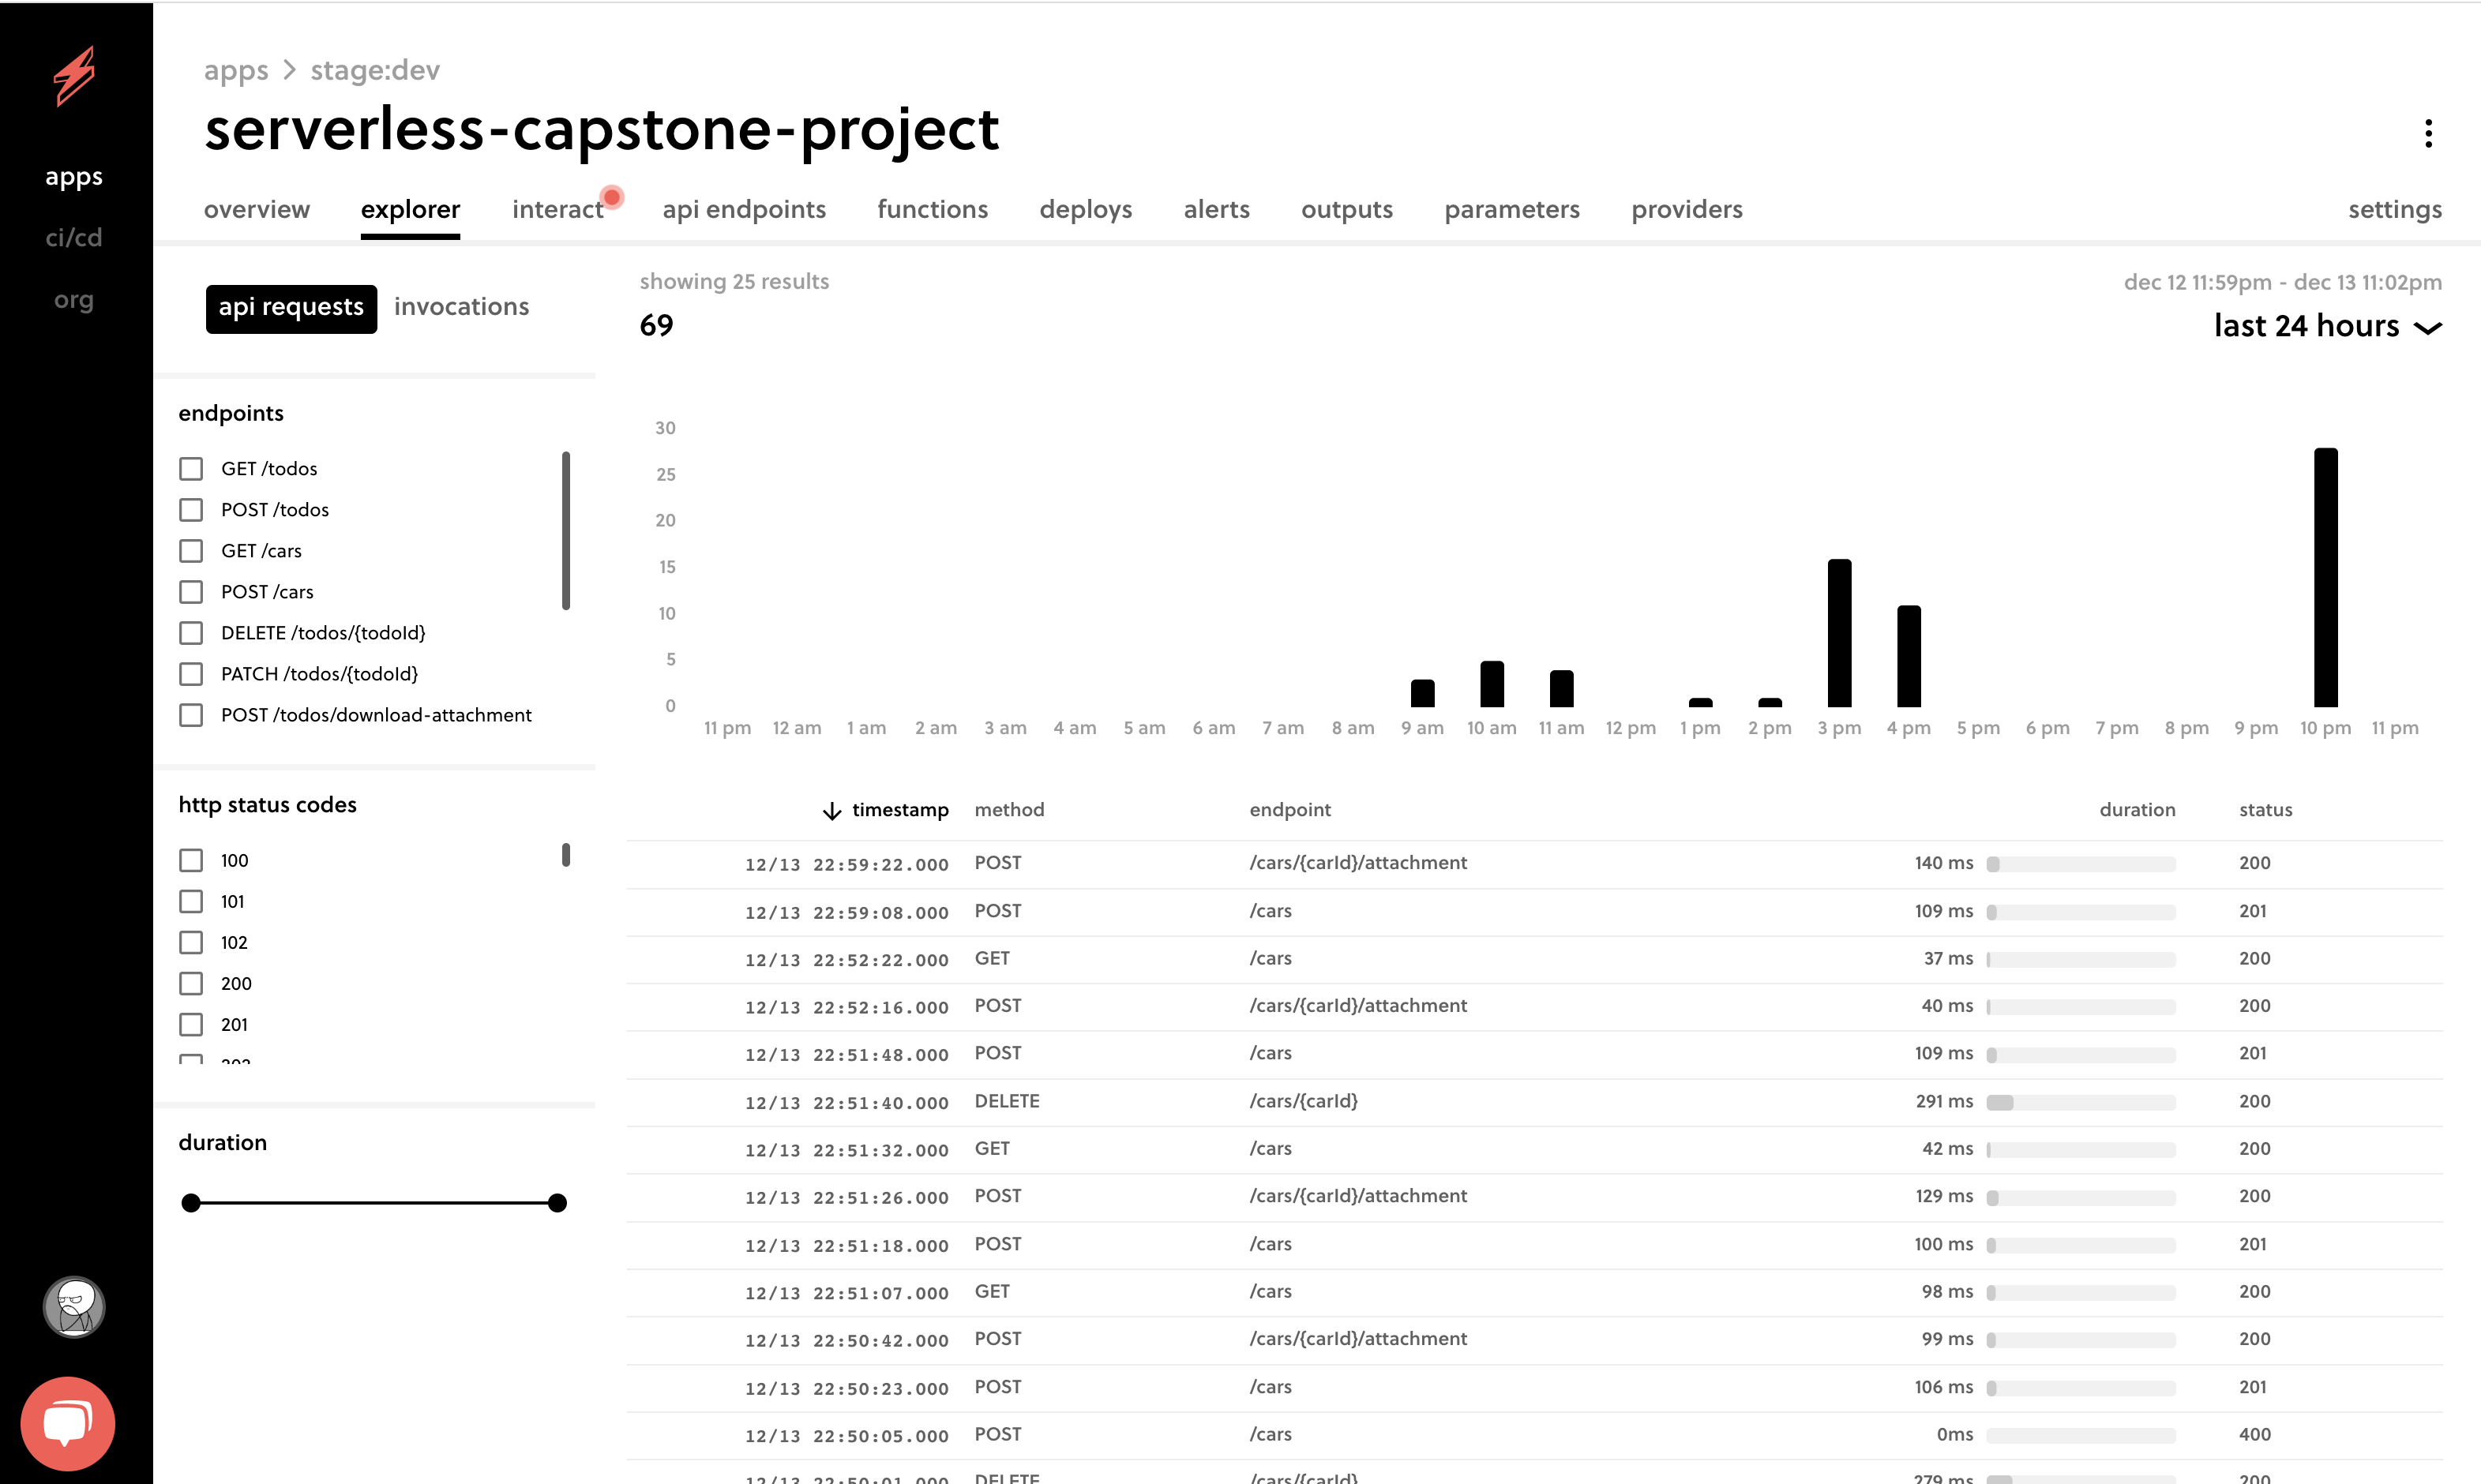 apps > stage:dev
serverless-capstone-project
apps
ci/cd
org
overview explorer interact api endpoints functions deploys alerts outputs parameters providers settings
api requests invocations
endpoints
GET /todos
POST /todos
GET /cars
POST /cars
DELETE /todos/{todoId}
PATCH /todos/{todoId}
POST /todos/download-attachment
http status codes
100
101
102
200
201
202
duration
showing 25 results
69
dec 12 11:59pm - dec 13 11:02pm
last 24 hours
30
25
20
15
10
5
0
11 pm 12 am 1 am 2 am 3 am 4 am 5 am 6 am 7 am 8 am 9 am 10 am 11 am 12 pm 1 pm 2 pm 3 pm 4 pm 5 pm 6 pm 7 pm 8 pm 9 pm 10 pm 11 pm
timestamp method endpoint duration status
12/13 22:59:22.000 POST /cars/{carId}/attachment 140 ms 200
12/13 22:59:08.000 POST /cars 109 ms 201
12/13 22:52:22.000 GET /cars 37 ms 200
12/13 22:52:16.000 POST /cars/{carId}/attachment 40 ms 200
12/13 22:51:48.000 POST /cars 109 ms 201
12/13 22:51:40.000 DELETE /cars/{carId} 291 ms 200
12/13 22:51:32.000 GET /cars 42 ms 200
12/13 22:51:26.000 POST /cars/{carId}/attachment 129 ms 200
12/13 22:51:18.000 POST /cars 100 ms 201
12/13 22:51:07.000 GET /cars 98 ms 200
12/13 22:50:42.000 POST /cars/{carId}/attachment 99 ms 200
12/13 22:50:23.000 POST /cars 106 ms 201
12/13 22:50:05.000 POST /cars 0ms 400
12/13 22:50:01.000 DELETE /cars/{carId} 279 ms 200